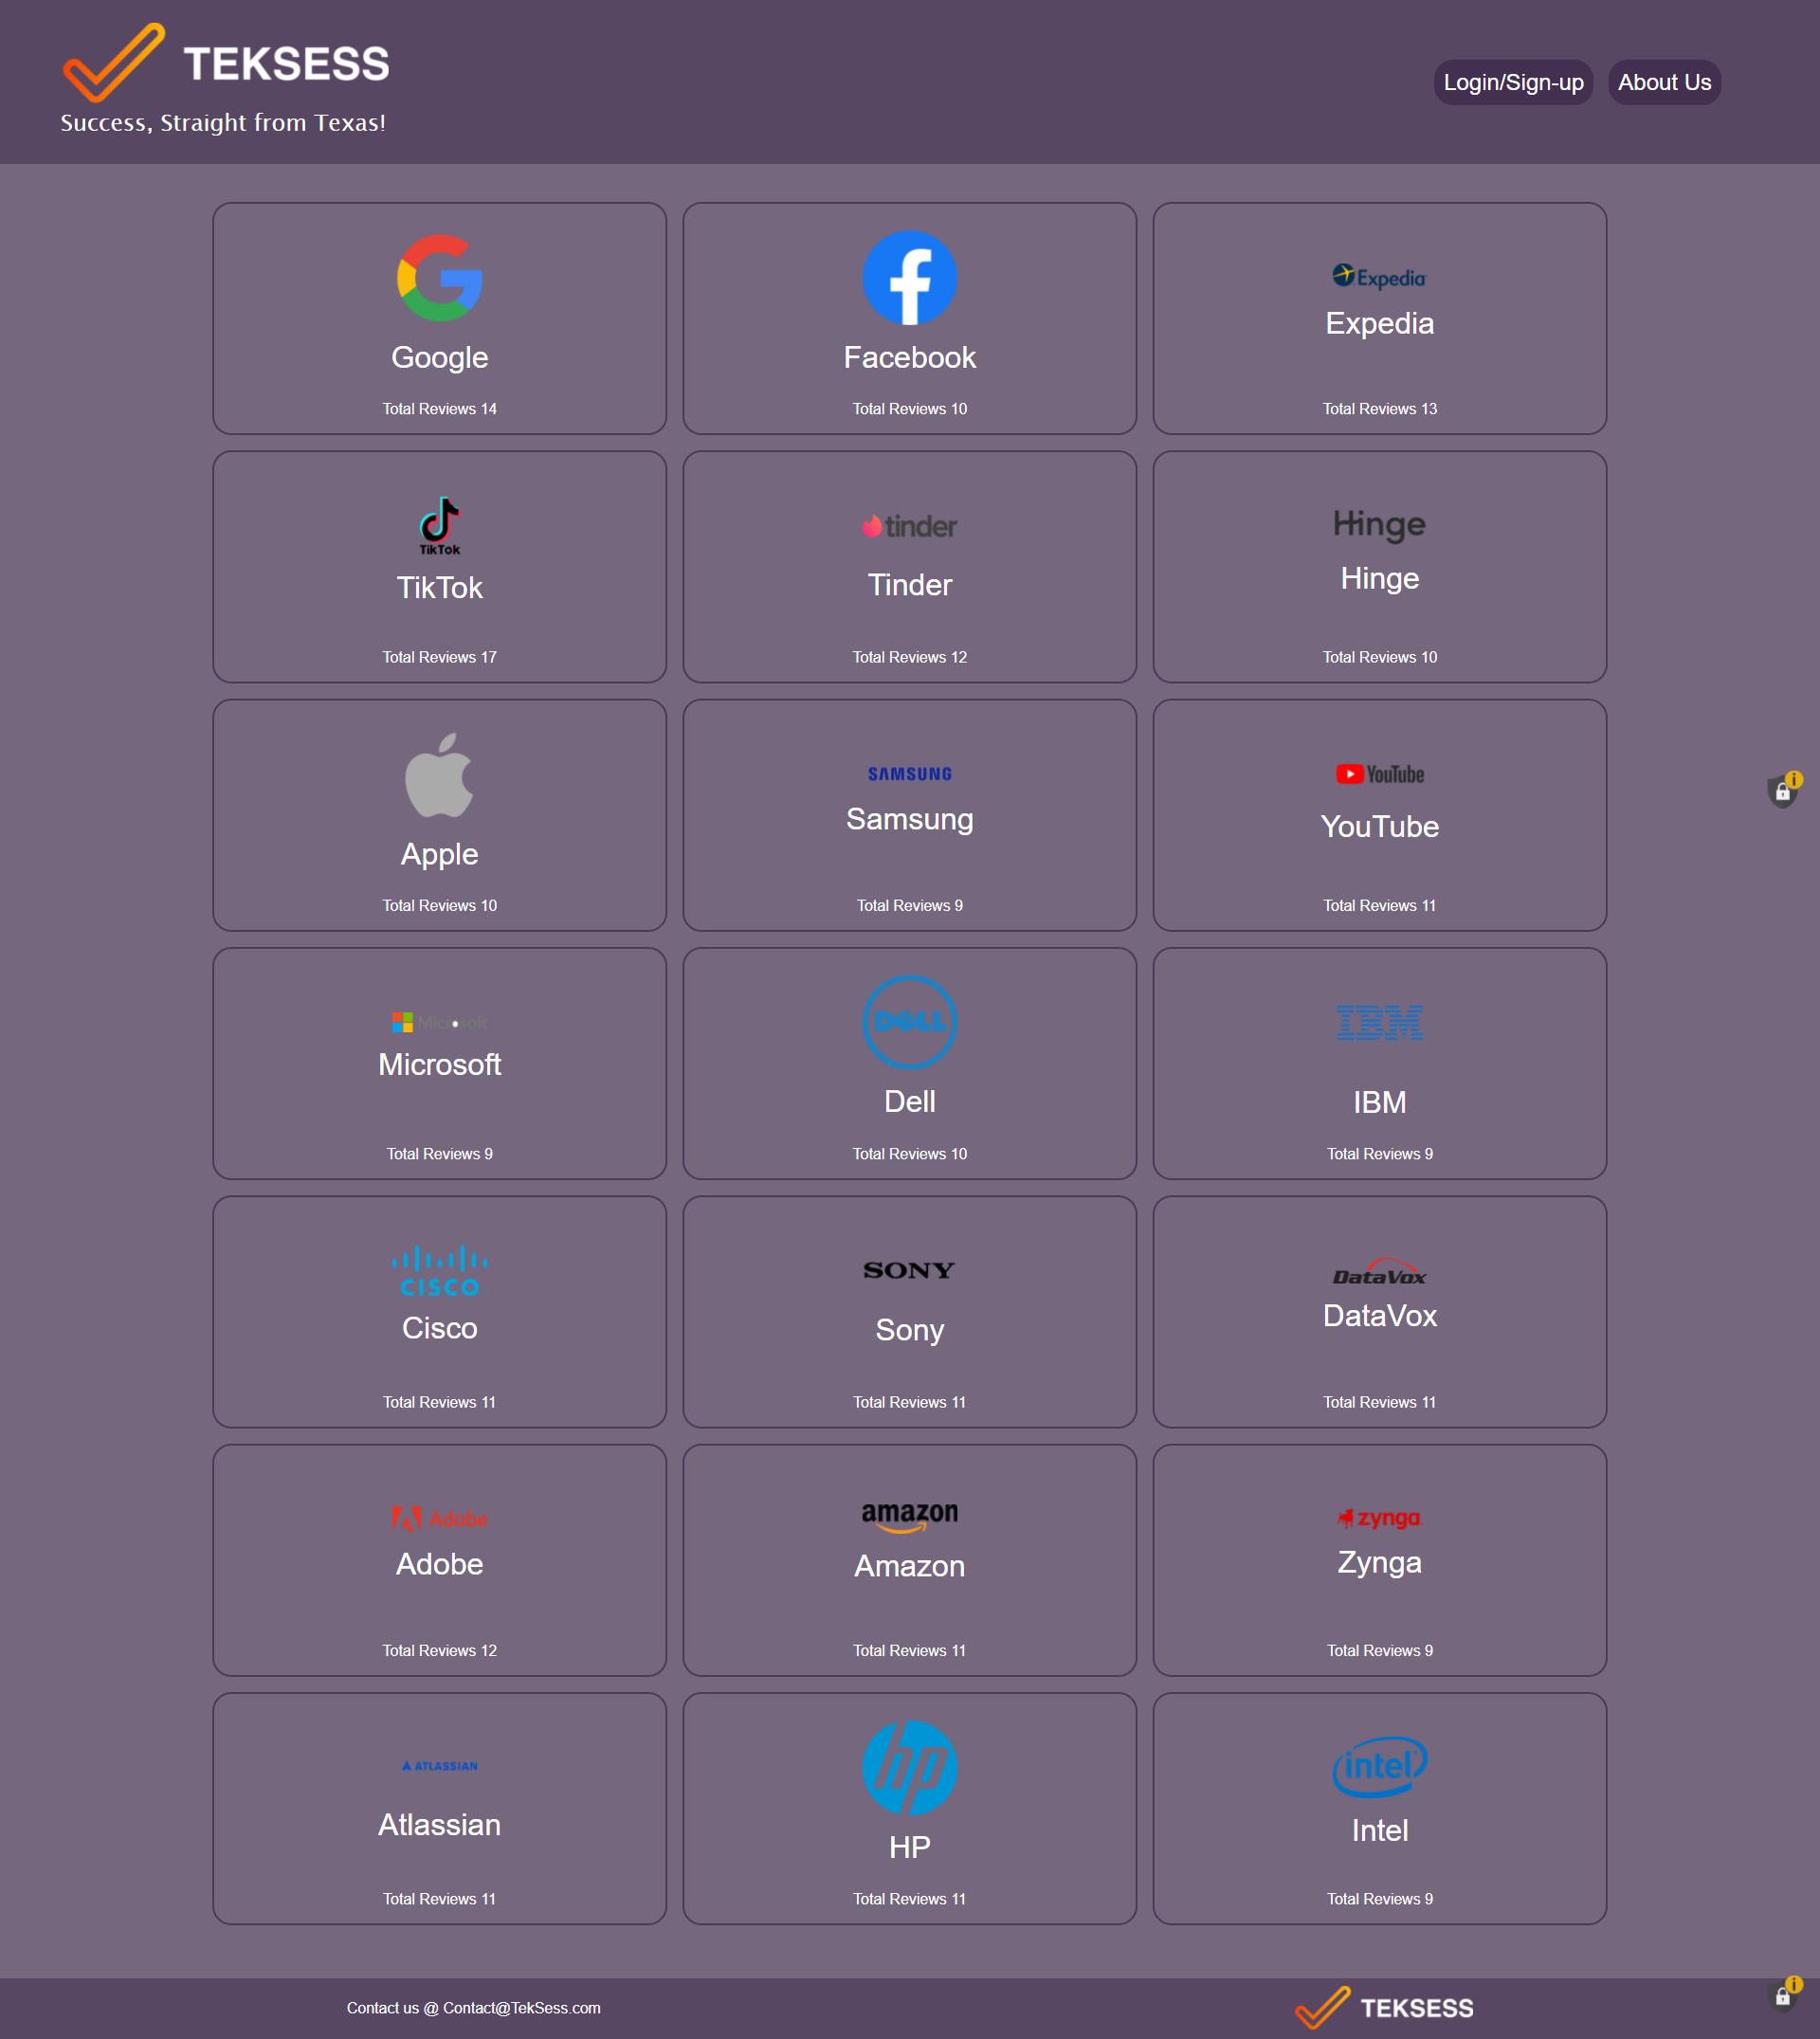 TEKSESS
Success, Straight from Texas!
Login/Sign-up
About Us
Google
Total Reviews 14
Facebook
Total Reviews 10
Expedia
Expedia
Total Reviews 13
TikTok
TikTok
Total Reviews 17
tinder
Tinder
Total Reviews 12
Hinge
Hinge
Total Reviews 10
Apple
Total Reviews 10
SAMSUNG
Samsung
Total Reviews 9
YouTube
YouTube
Total Reviews 11
Microsoft
Microsoft
Total Reviews 9
DELL
Dell
Total Reviews 10
IBM
IBM
Total Reviews 9
CISCO
Cisco
Total Reviews 11
SONY
Sony
Total Reviews 11
DataVox
DataVox
Total Reviews 11
Adobe
Adobe
Total Reviews 12
amazon
Amazon
Total Reviews 11
zynga
Zynga
Total Reviews 9
ATLASSIAN
Atlassian
Total Reviews 11
hp
HP
Total Reviews 11
intel
Intel
Total Reviews 9
Contact us @ Contact@TekSess.com
TEKSESS